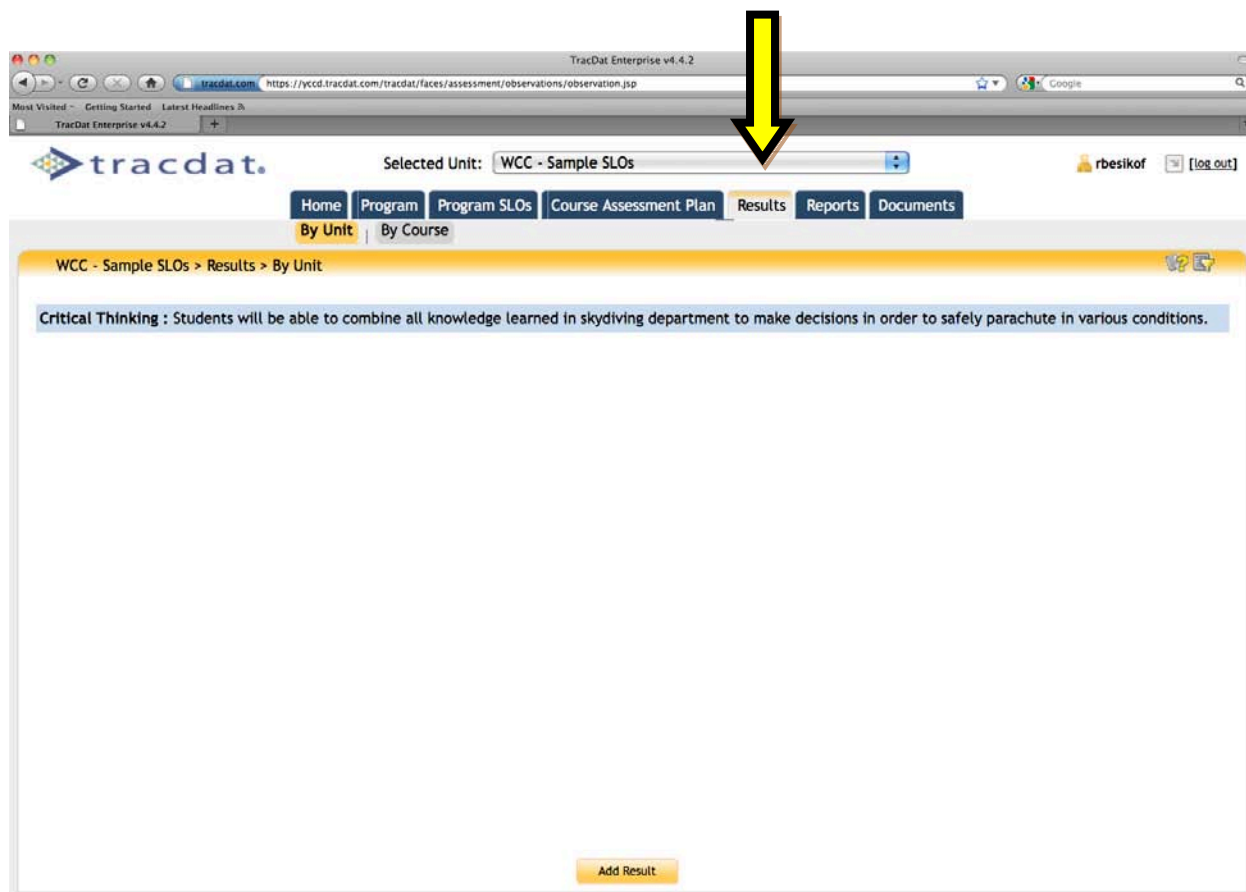 TracDat Enterprise v4.4.2
tracdat.com https://yccd.tracdat.com/tracdat/faces/assessment/observations/observation.jsp Google
Most Visited Getting Started Latest Headlines
TracDat Enterprise v4.4.2 +
tracdat. Selected Unit: WCC - Sample SLOs rbesikof [log out]
Home Program Program SLOs Course Assessment Plan Results Reports Documents
By Unit | By Course
WCC - Sample SLOs > Results > By Unit
Critical Thinking : Students will be able to combine all knowledge learned in skydiving department to make decisions in order to safely parachute in various conditions.
Add Result